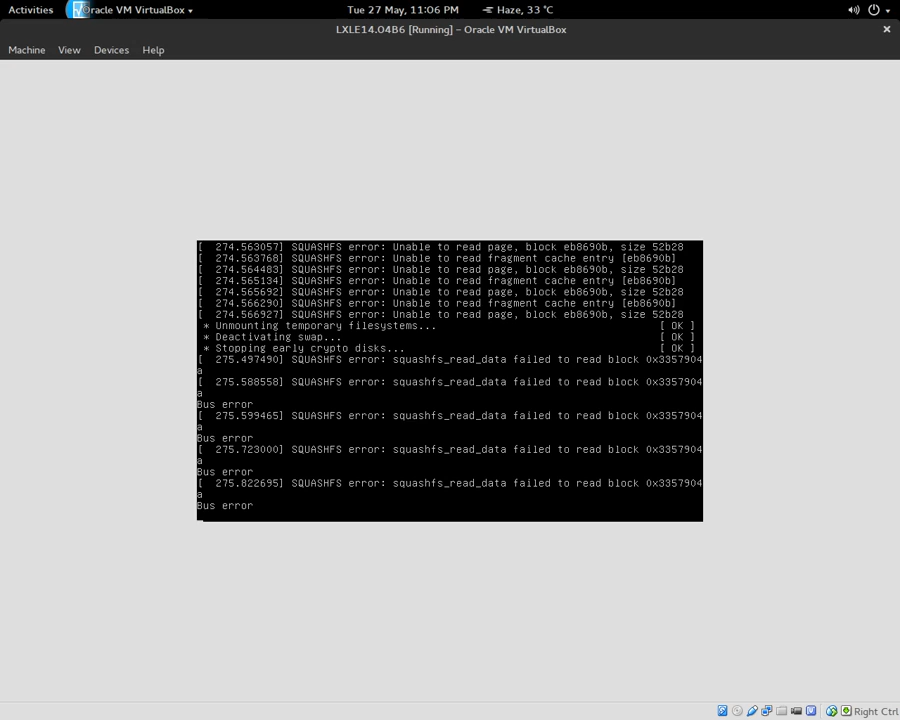 Activities Oracle VM VirtualBox Tue 27 May, 11:06 PM Haze, 33 °C
LXLE14.04B6 [Running] – Oracle VM VirtualBox
Machine View Devices Help
[ 274.563057] SQUASHFS error: Unable to read page, block eb8690b, size 52b28
[ 274.563768] SQUASHFS error: Unable to read fragment cache entry [eb8690b]
[ 274.564483] SQUASHFS error: Unable to read page, block eb8690b, size 52b28
[ 274.565134] SQUASHFS error: Unable to read fragment cache entry [eb8690b]
[ 274.565692] SQUASHFS error: Unable to read page, block eb8690b, size 52b28
[ 274.566290] SQUASHFS error: Unable to read fragment cache entry [eb8690b]
[ 274.566927] SQUASHFS error: Unable to read page, block eb8690b, size 52b28
* Unmounting temporary filesystems... [ OK ]
* Deactivating swap... [ OK ]
* Stopping early crypto disks... [ OK ]
[ 275.497490] SQUASHFS error: squashfs_read_data failed to read block 0x3357904
a
[ 275.588558] SQUASHFS error: squashfs_read_data failed to read block 0x3357904
a
Bus error
[ 275.599465] SQUASHFS error: squashfs_read_data failed to read block 0x3357904
a
Bus error
[ 275.723000] SQUASHFS error: squashfs_read_data failed to read block 0x3357904
a
Bus error
[ 275.822695] SQUASHFS error: squashfs_read_data failed to read block 0x3357904
a
Bus error
Right Ctrl